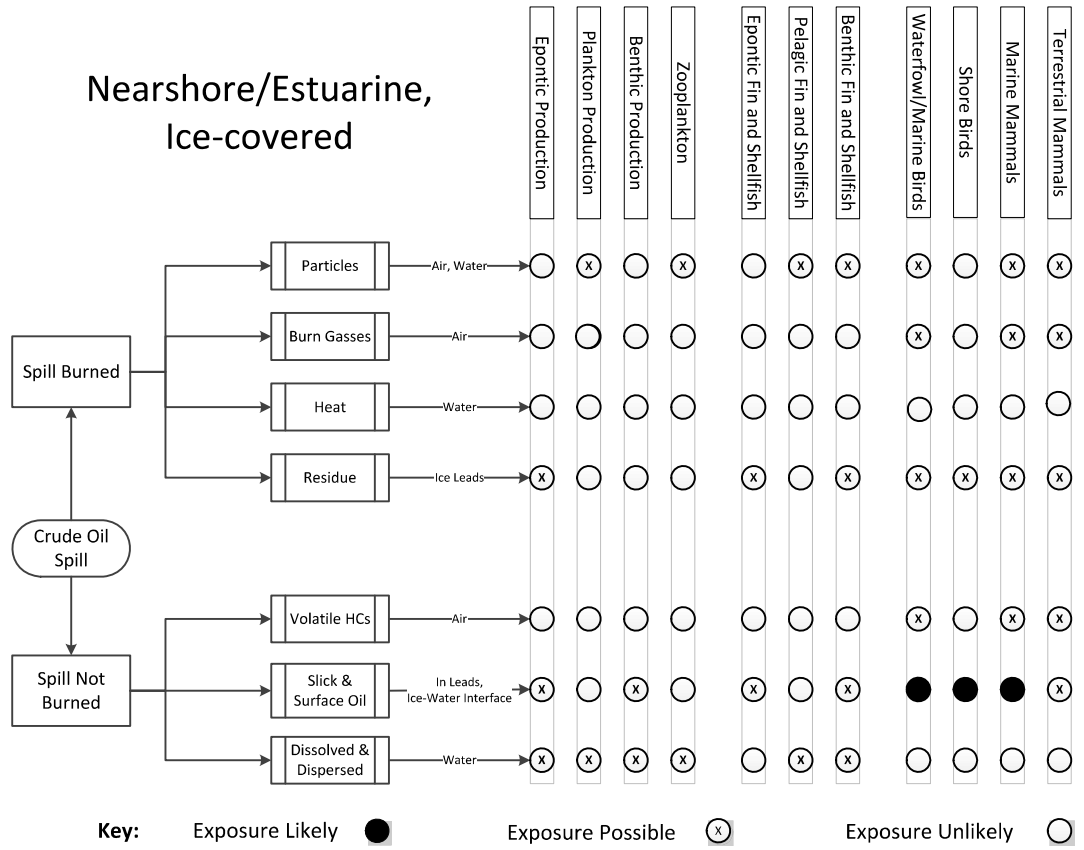 Nearshore/Estuarine,
Ice-covered
Epontic Production
Plankton Production
Benthic Production
Zooplankton
Epontic Fin and Shellfish
Pelagic Fin and Shellfish
Benthic Fin and Shellfish
Waterfowl/Marine Birds
Shore Birds
Marine Mammals
Terrestrial Mammals
Particles
Air, Water
X X X X X X X
Burn Gasses
Air
X X X
Spill Burned
Heat
Water
Residue
Ice Leads
X X X X X X X
Crude Oil
Spill
Volatile HCs
Air
X X X
Spill Not
Burned
Slick &
Surface Oil
In Leads,
Ice-Water Interface
X X X X X
Dissolved &
Dispersed
Water
X X X X X X
Key:
Exposure Likely
Exposure Possible
X
Exposure Unlikely